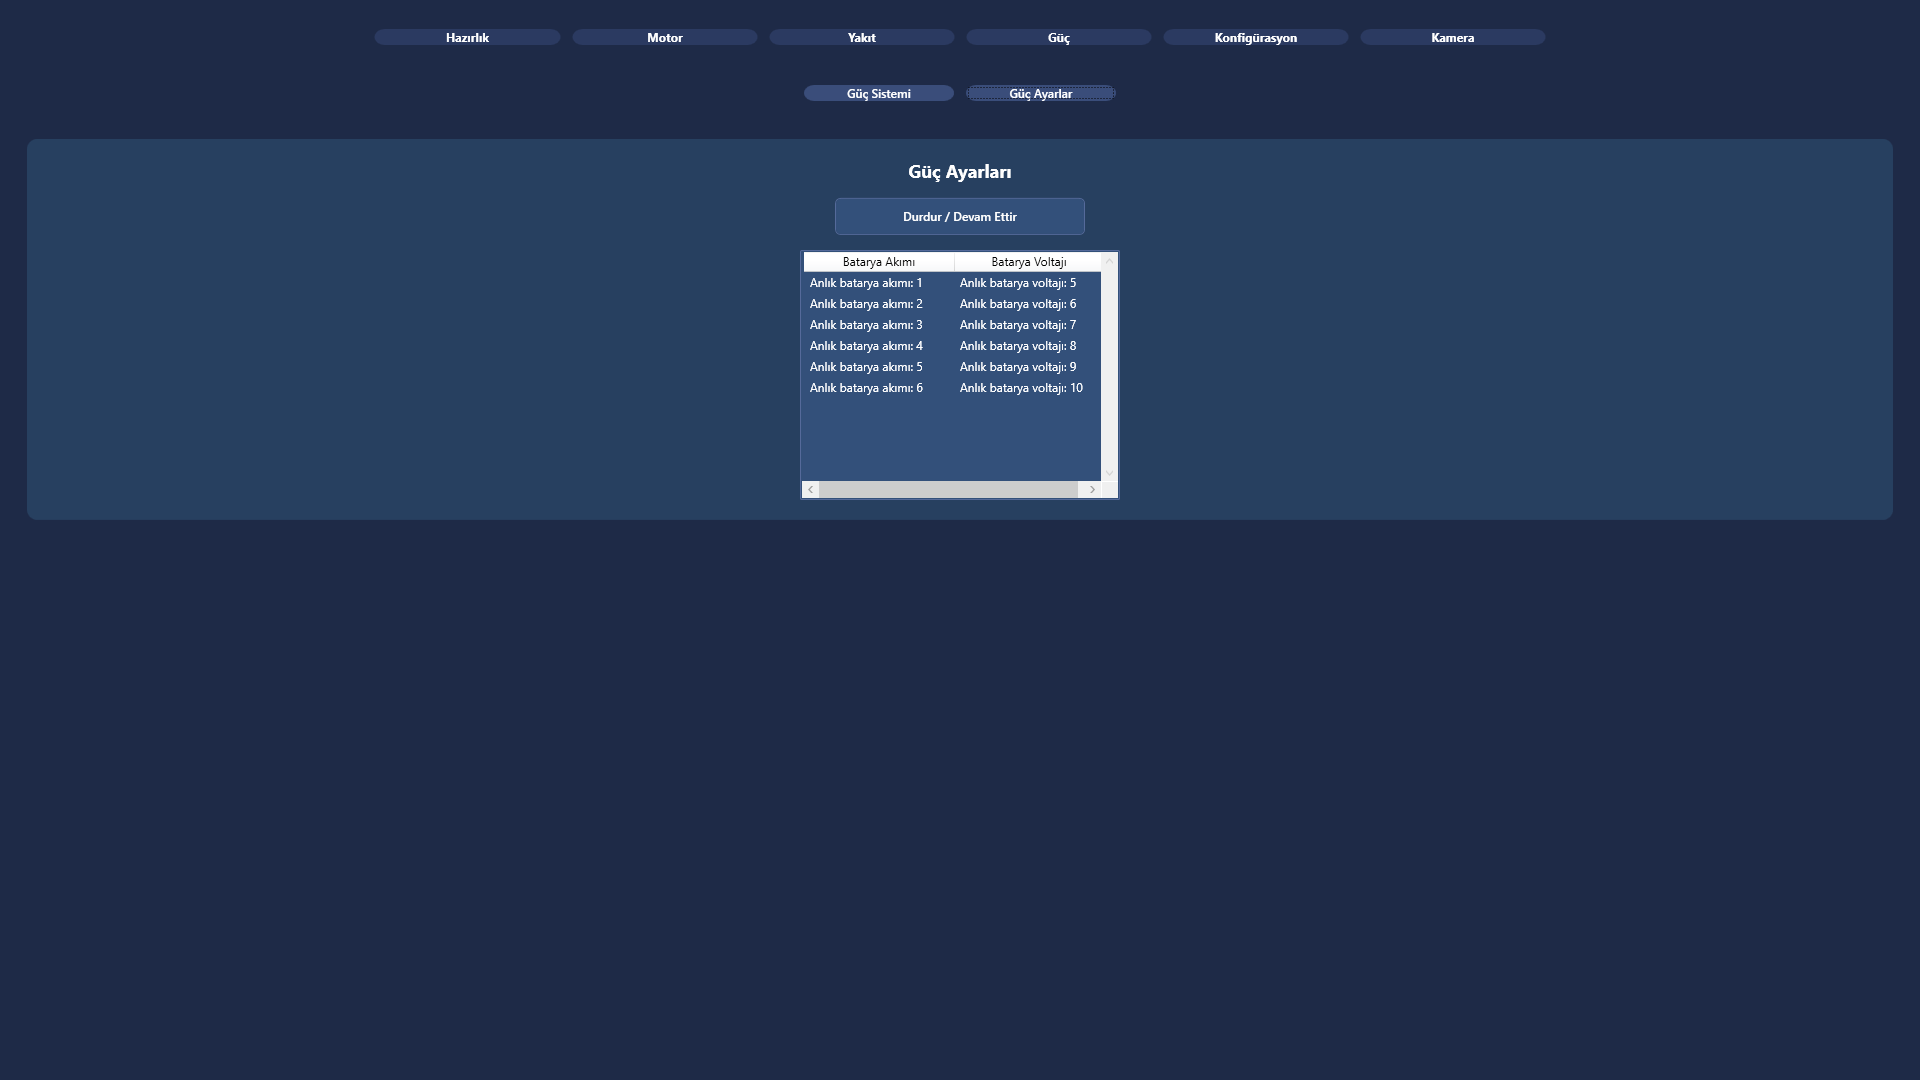 Hazırlık Motor Yakıt Güç Konfigürasyon Kamera
Güç Sistemi Güç Ayarlar
Güç Ayarları
Durdur / Devam Ettir
Batarya Akımı Batarya Voltajı
Anlık batarya akımı: 1 Anlık batarya voltajı: 5
Anlık batarya akımı: 2 Anlık batarya voltajı: 6
Anlık batarya akımı: 3 Anlık batarya voltajı: 7
Anlık batarya akımı: 4 Anlık batarya voltajı: 8
Anlık batarya akımı: 5 Anlık batarya voltajı: 9
Anlık batarya akımı: 6 Anlık batarya voltajı: 10